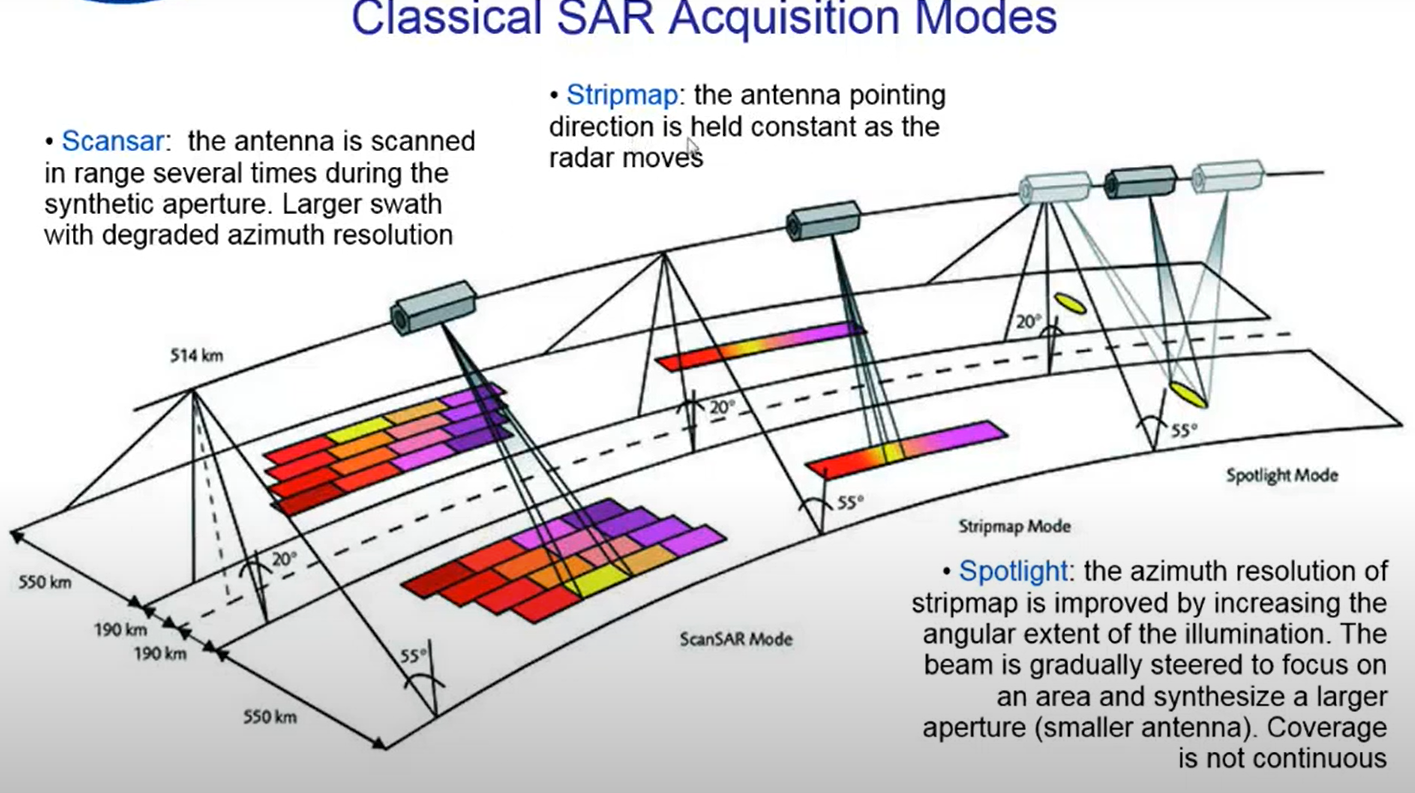 Classical SAR Acquisition Modes
• Stripmap: the antenna pointing
direction is held constant as the
radar moves
• Scansar: the antenna is scanned
in range several times during the
synthetic aperture. Larger swath
with degraded azimuth resolution
514 km
20°
20°
20°
55°
55°
55°
550 km
190 km
190 km
550 km
Spotlight Mode
Stripmap Mode
ScanSAR Mode
• Spotlight: the azimuth resolution of
stripmap is improved by increasing the
angular extent of the illumination. The
beam is gradually steered to focus on
an area and synthesize a larger
aperture (smaller antenna). Coverage
is not continuous